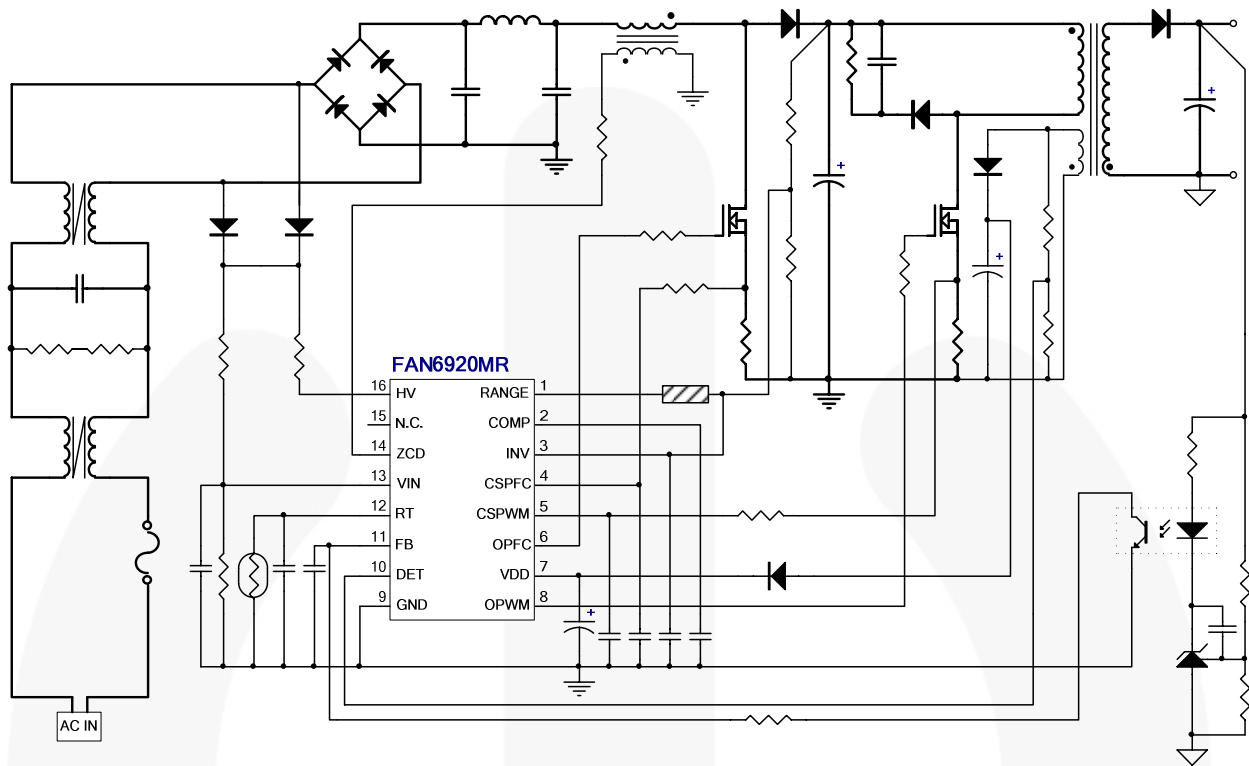 FAN6920MR
16 HV RANGE 1
15 N.C. COMP 2
14 ZCD INV 3
13 VIN CSPFC 4
12 RT CSPWM 5
11 FB OPFC 6
10 DET VDD 7
9 GND OPWM 8
+
+
+
+
AC IN